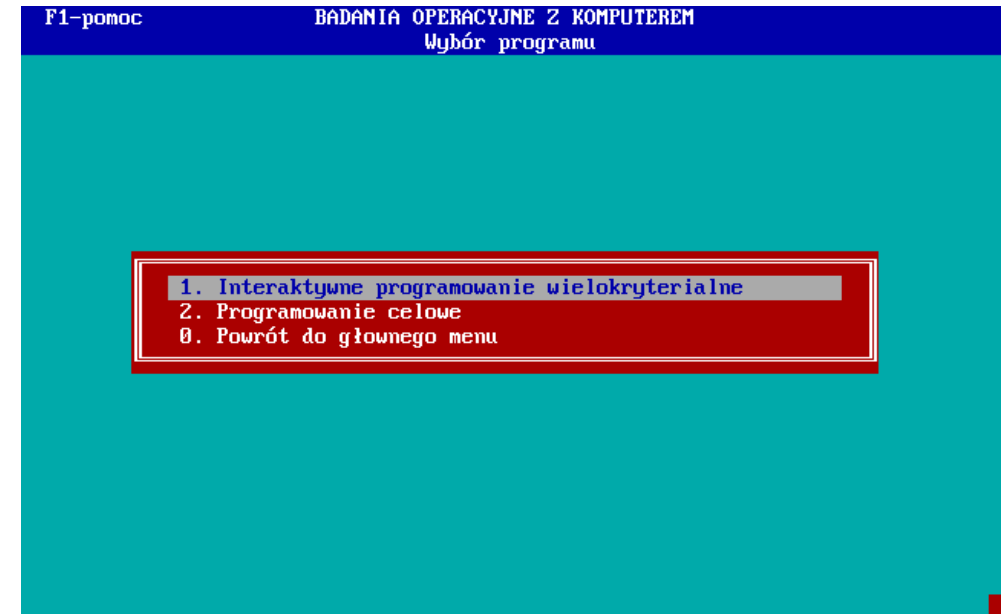 F1-pomoc BADANIA OPERACYJNE Z KOMPUTEREM
Wybór programu
1. Interaktywne programowanie wielokryterialne
2. Programowanie celowe
0. Powrót do głownego menu